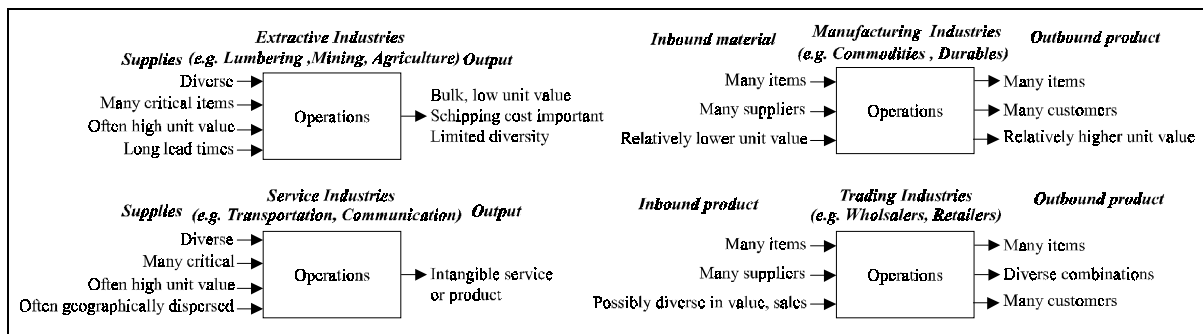 Extractive Industries
Supplies (e.g. Lumbering ,Mining, Agriculture) Output
Diverse
Many critical items
Often high unit value
Long lead times
Operations
Bulk, low unit value
Schipping cost important
Limited diversity
Manufacturing Industries
Inbound material (e.g. Commodities , Durables) Outbound product
Many items
Many suppliers
Relatively lower unit value
Operations
Many items
Many customers
Relatively higher unit value
Service Industries
Supplies (e.g. Transportation, Communication) Output
Diverse
Many critical
Often high unit value
Often geographically dispersed
Operations
Intangible service
or product
Trading Industries
Inbound product (e.g. Wholsalers, Retailers) Outbound product
Many items
Many suppliers
Possibly diverse in value, sales
Operations
Many items
Diverse combinations
Many customers